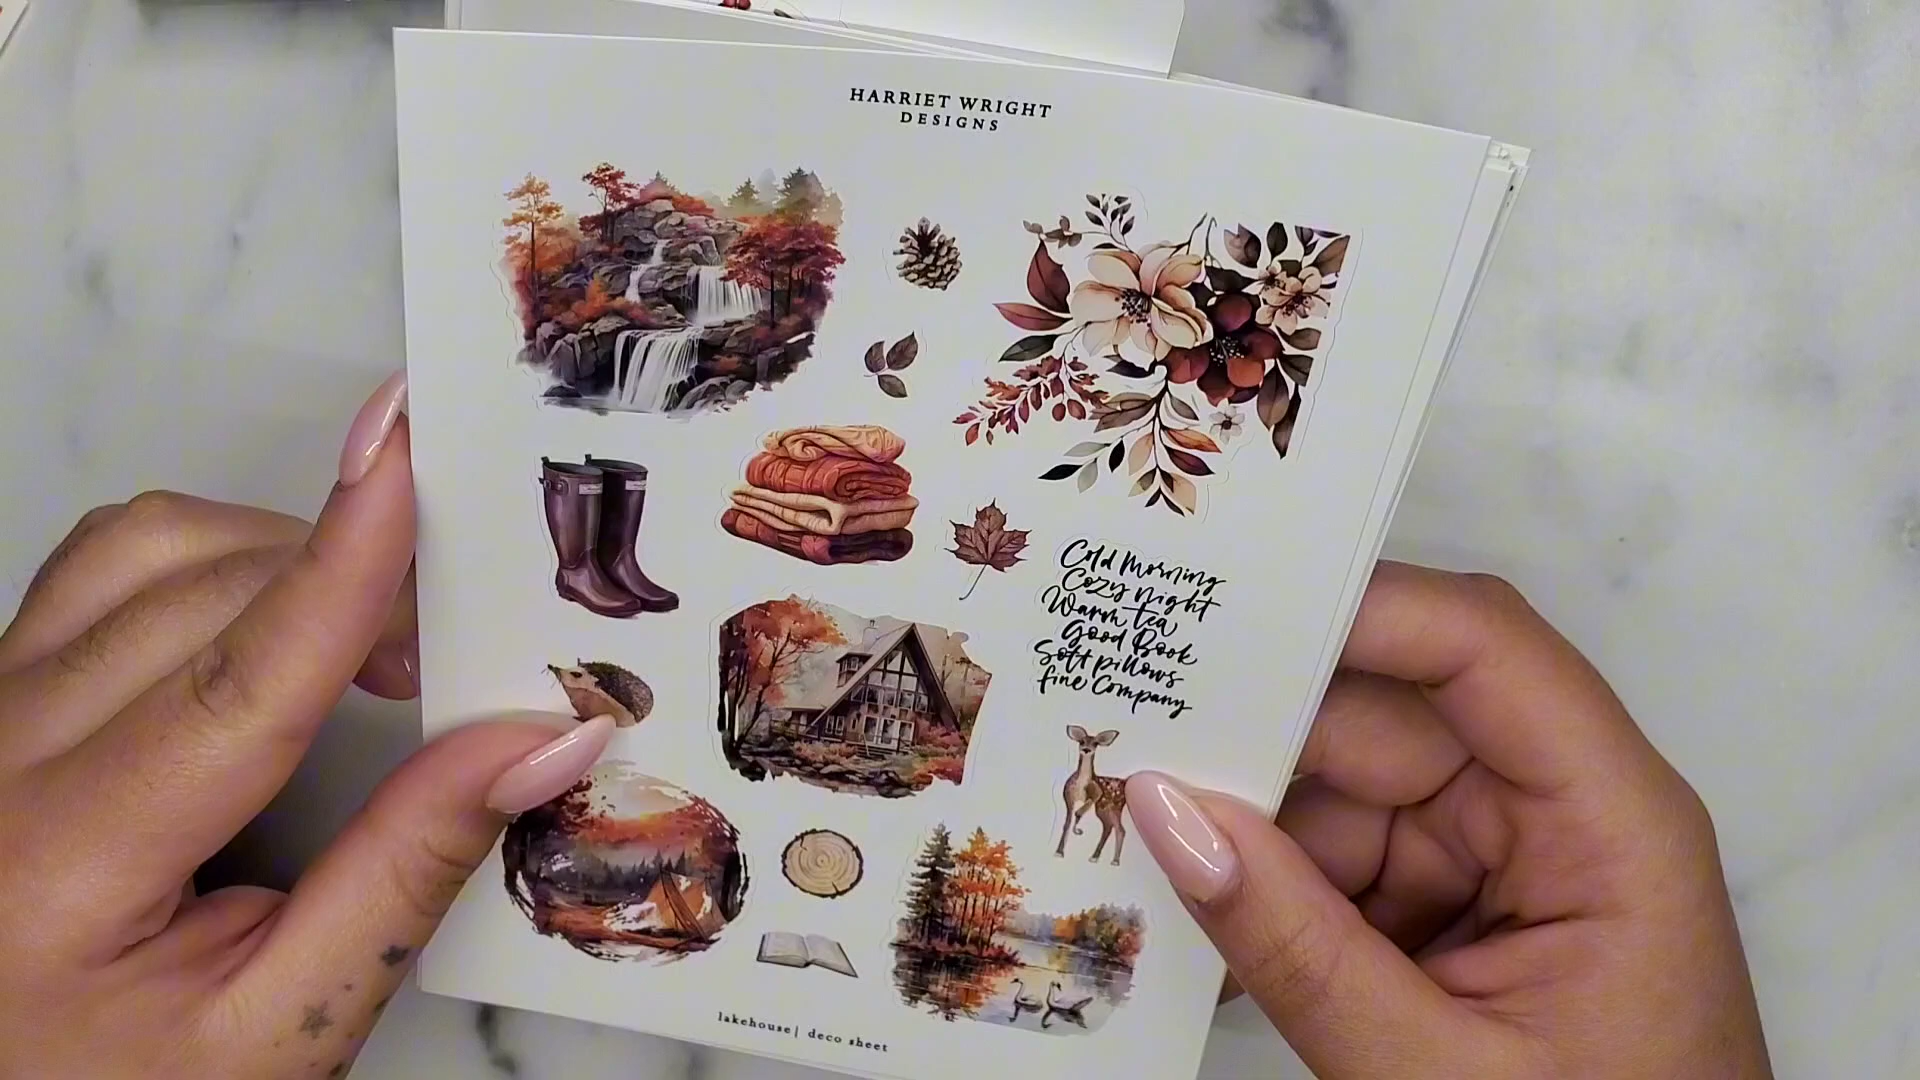 HARRIET WRIGHT
DESIGNS
Cold Morning
Cozy night
Warm tea
Good Book
Soft pillows
fine Company
lakehouse| deco sheet